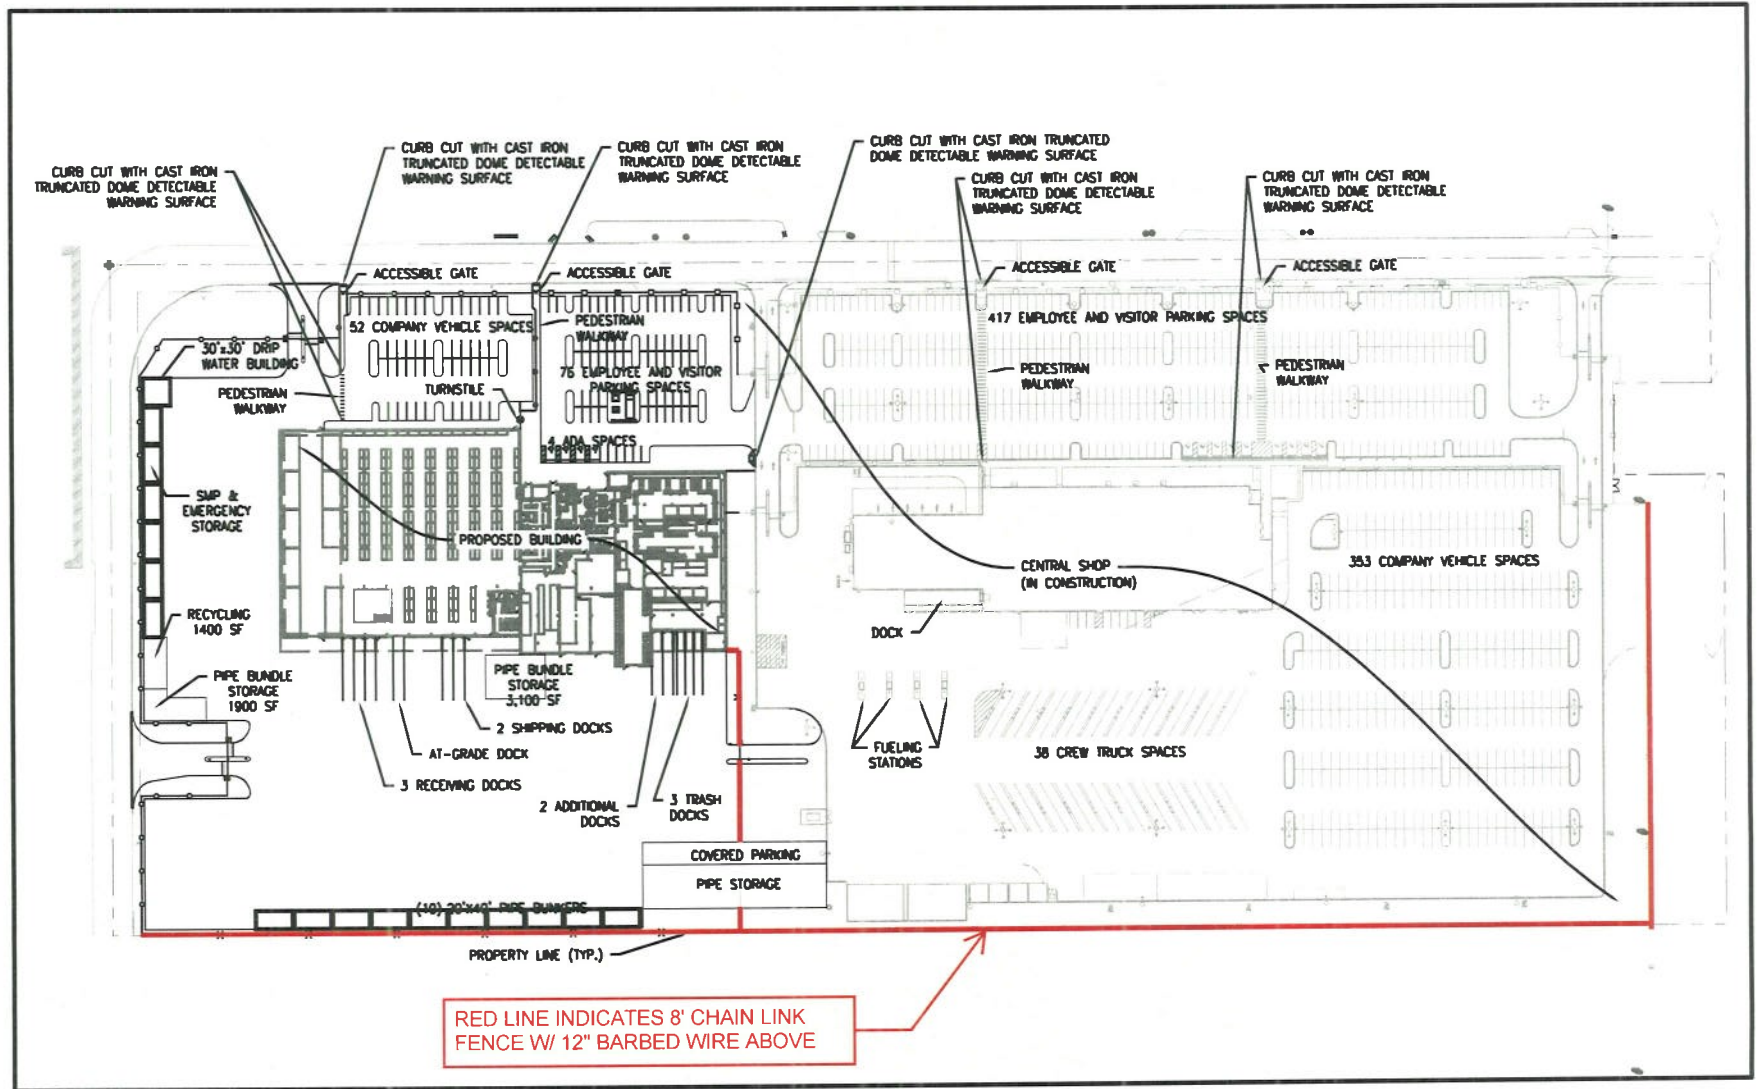 CURB CUT WITH CAST IRON
TRUNCATED DOME DETECTABLE
WARNING SURFACE
CURB CUT WITH CAST IRON
TRUNCATED DOME DETECTABLE
WARNING SURFACE
CURB CUT WITH CAST IRON
TRUNCATED DOME DETECTABLE
WARNING SURFACE
CURB CUT WITH CAST IRON TRUNCATED
DOME DETECTABLE WARNING SURFACE
CURB CUT WITH CAST IRON
TRUNCATED DOME DETECTABLE
WARNING SURFACE
CURB CUT WITH CAST IRON
TRUNCATED DOME DETECTABLE
WARNING SURFACE
ACCESSIBLE GATE
ACCESSIBLE GATE
ACCESSIBLE GATE
ACCESSIBLE GATE
52 COMPANY VEHICLE SPACES
PEDESTRIAN
WALKWAY
417 EMPLOYEE AND VISITOR PARKING SPACES
30'x30' DRIP
WATER BUILDING
PEDESTRIAN
WALKWAY
TURNSTILE
76 EMPLOYEE AND VISITOR
PARKING SPACES
PEDESTRIAN
WALKWAY
PEDESTRIAN
WALKWAY
4 ADA SPACES
SMP &
EMERGENCY
STORAGE
PROPOSED BUILDING
CENTRAL SHOP
(IN CONSTRUCTION)
353 COMPANY VEHICLE SPACES
RECYCLING
1400 SF
DOCK
PIPE BUNDLE
STORAGE
1900 SF
PIPE BUNDLE
STORAGE
3,100 SF
2 SHIPPING DOCKS
AT-GRADE DOCK
3 RECEIVING DOCKS
FUELING
STATIONS
38 CREW TRUCK SPACES
2 ADDITIONAL
DOCKS
3 TRASH
DOCKS
COVERED PARKING
PIPE STORAGE
(10) 20'x40' PIPE BUNKERS
PROPERTY LINE (TYP.)
RED LINE INDICATES 8' CHAIN LINK
FENCE W/ 12" BARBED WIRE ABOVE